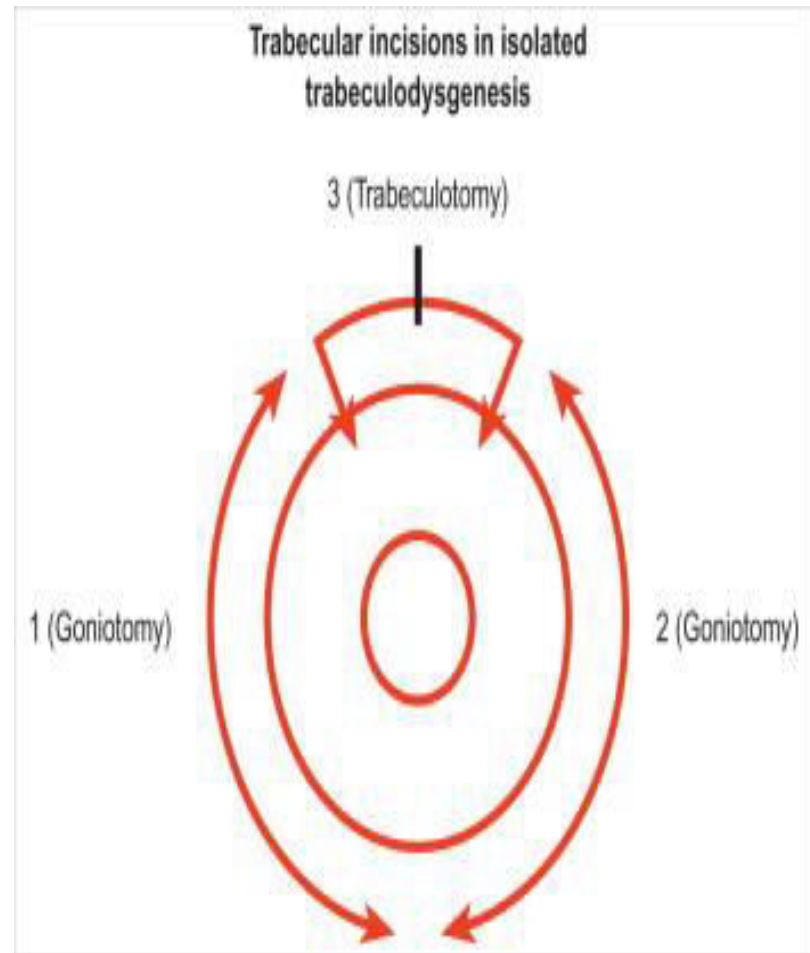 Trabecular incisions in isolated
trabeculodysgenesis
3 (Trabeculotomy)
1 (Goniotomy)
2 (Goniotomy)